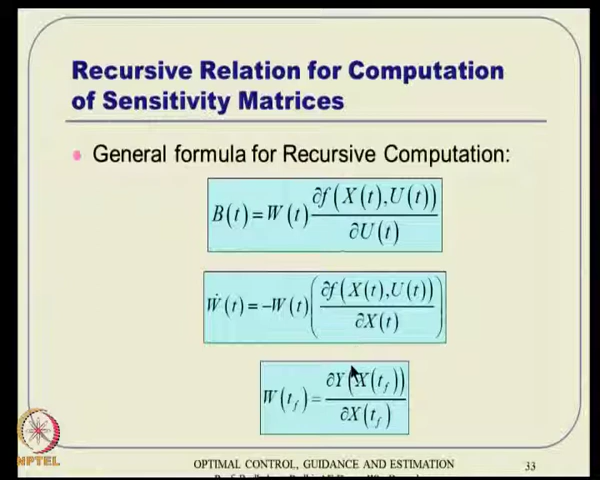 Recursive Relation for Computation
of Sensitivity Matrices
General formula for Recursive Computation:
B(t) = W(t) ∂f(X(t),U(t)) / ∂U(t)
Ẇ(t) = −W(t) ( ∂f(X(t),U(t)) / ∂X(t) )
W(t_f) = ∂Y(X(t_f)) / ∂X(t_f)
NPTEL
OPTIMAL CONTROL, GUIDANCE AND ESTIMATION
33